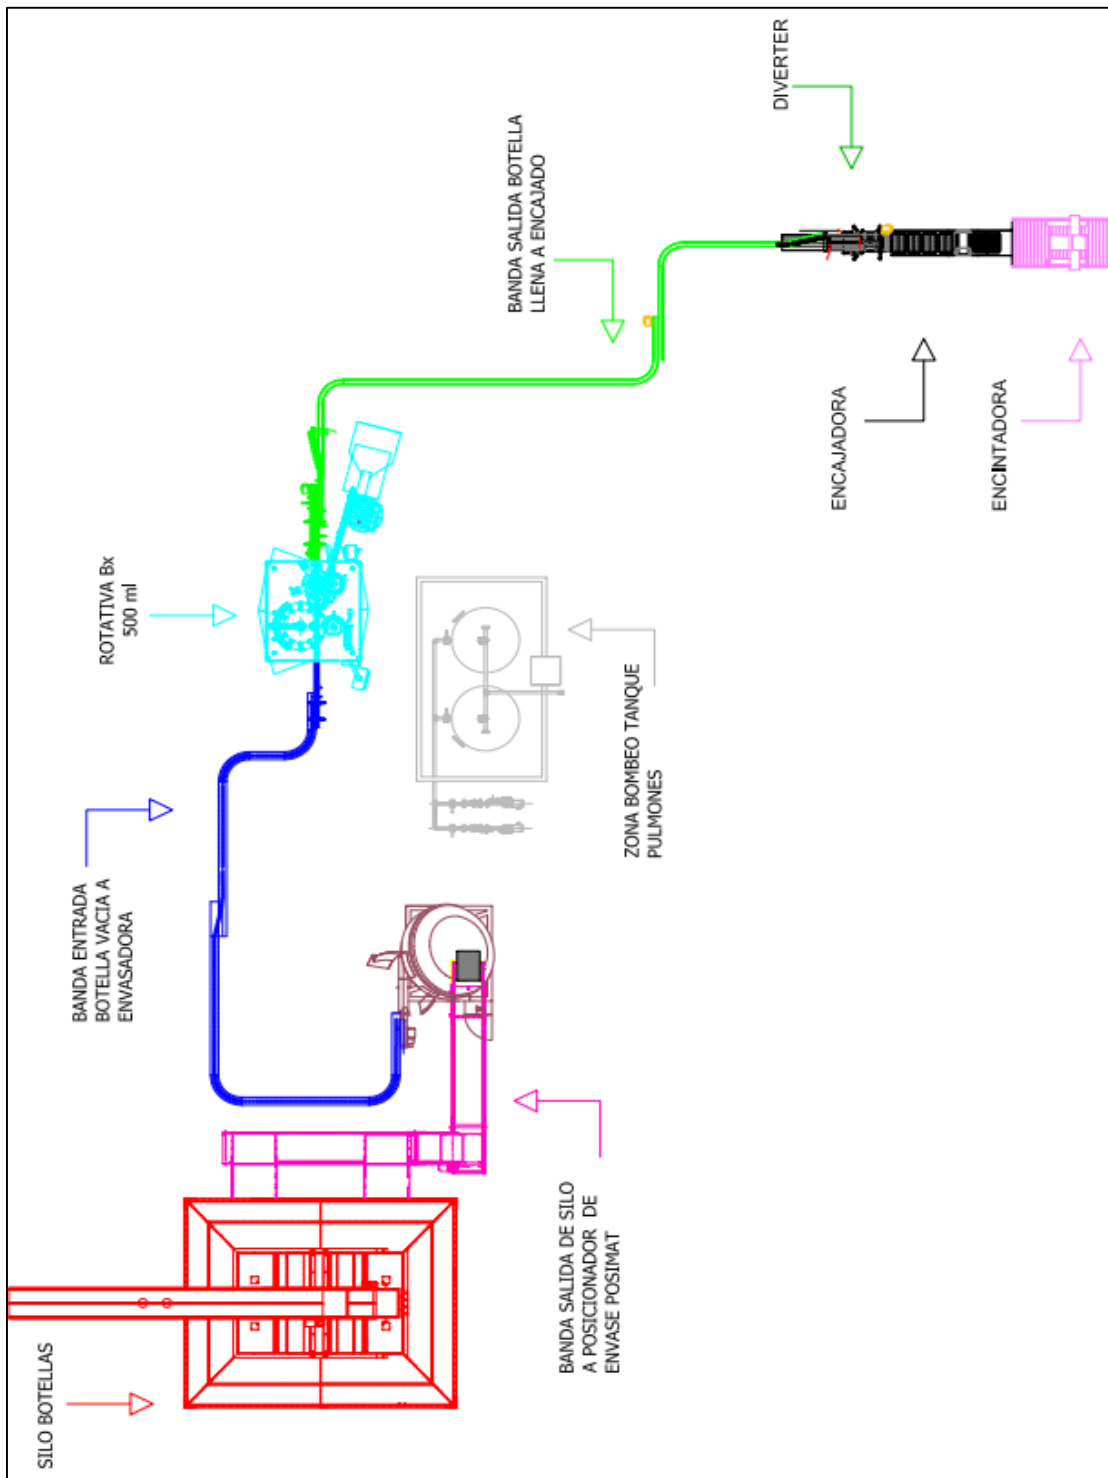 SILO BOTELLAS
BANDA ENTRADA
BOTELLA VACIA A
ENVASADORA
ROTATIVA Bx
500 ml
BANDA SALIDA BOTELLA
LLENA A ENCAJADO
DIVERTER
BANDA SALIDA DE SILO
A POSICIONADOR DE
ENVASE POSIMAT
ZONA BOMBEO TANQUE
PULMONES
ENCAJADORA
ENCINTADORA